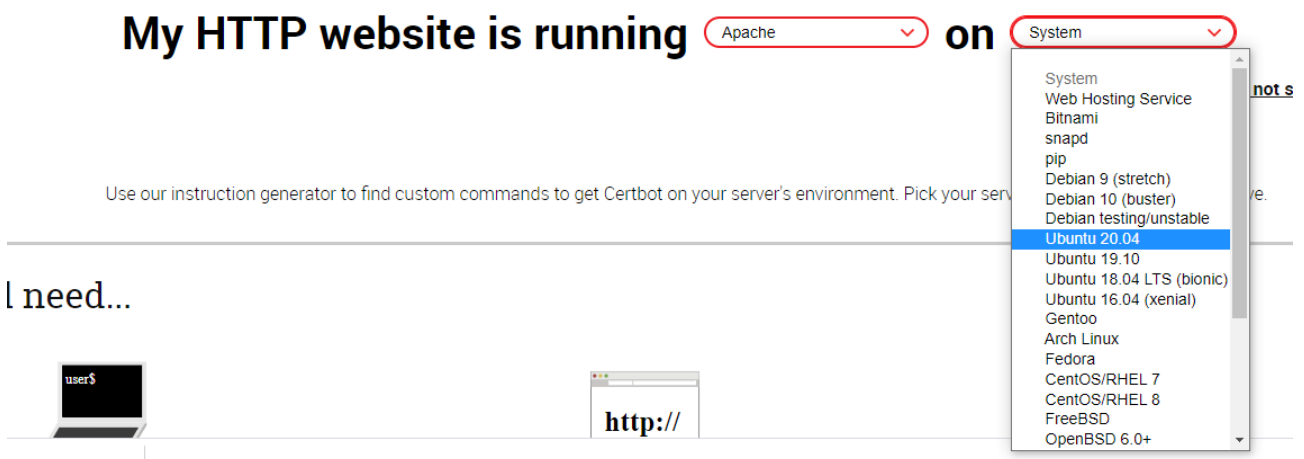 My HTTP website is running Apache on System
System
not s
Web Hosting Service
Bitnami
snapd
pip
Debian 9 (stretch)
Use our instruction generator to find custom commands to get Certbot on your server's environment. Pick your serv
ve.
Debian 10 (buster)
Debian testing/unstable
Ubuntu 20.04
Ubuntu 19.10
Ubuntu 18.04 LTS (bionic)
Ubuntu 16.04 (xenial)
Gentoo
Arch Linux
Fedora
CentOS/RHEL 7
CentOS/RHEL 8
FreeBSD
OpenBSD 6.0+
l need...
user$
http://